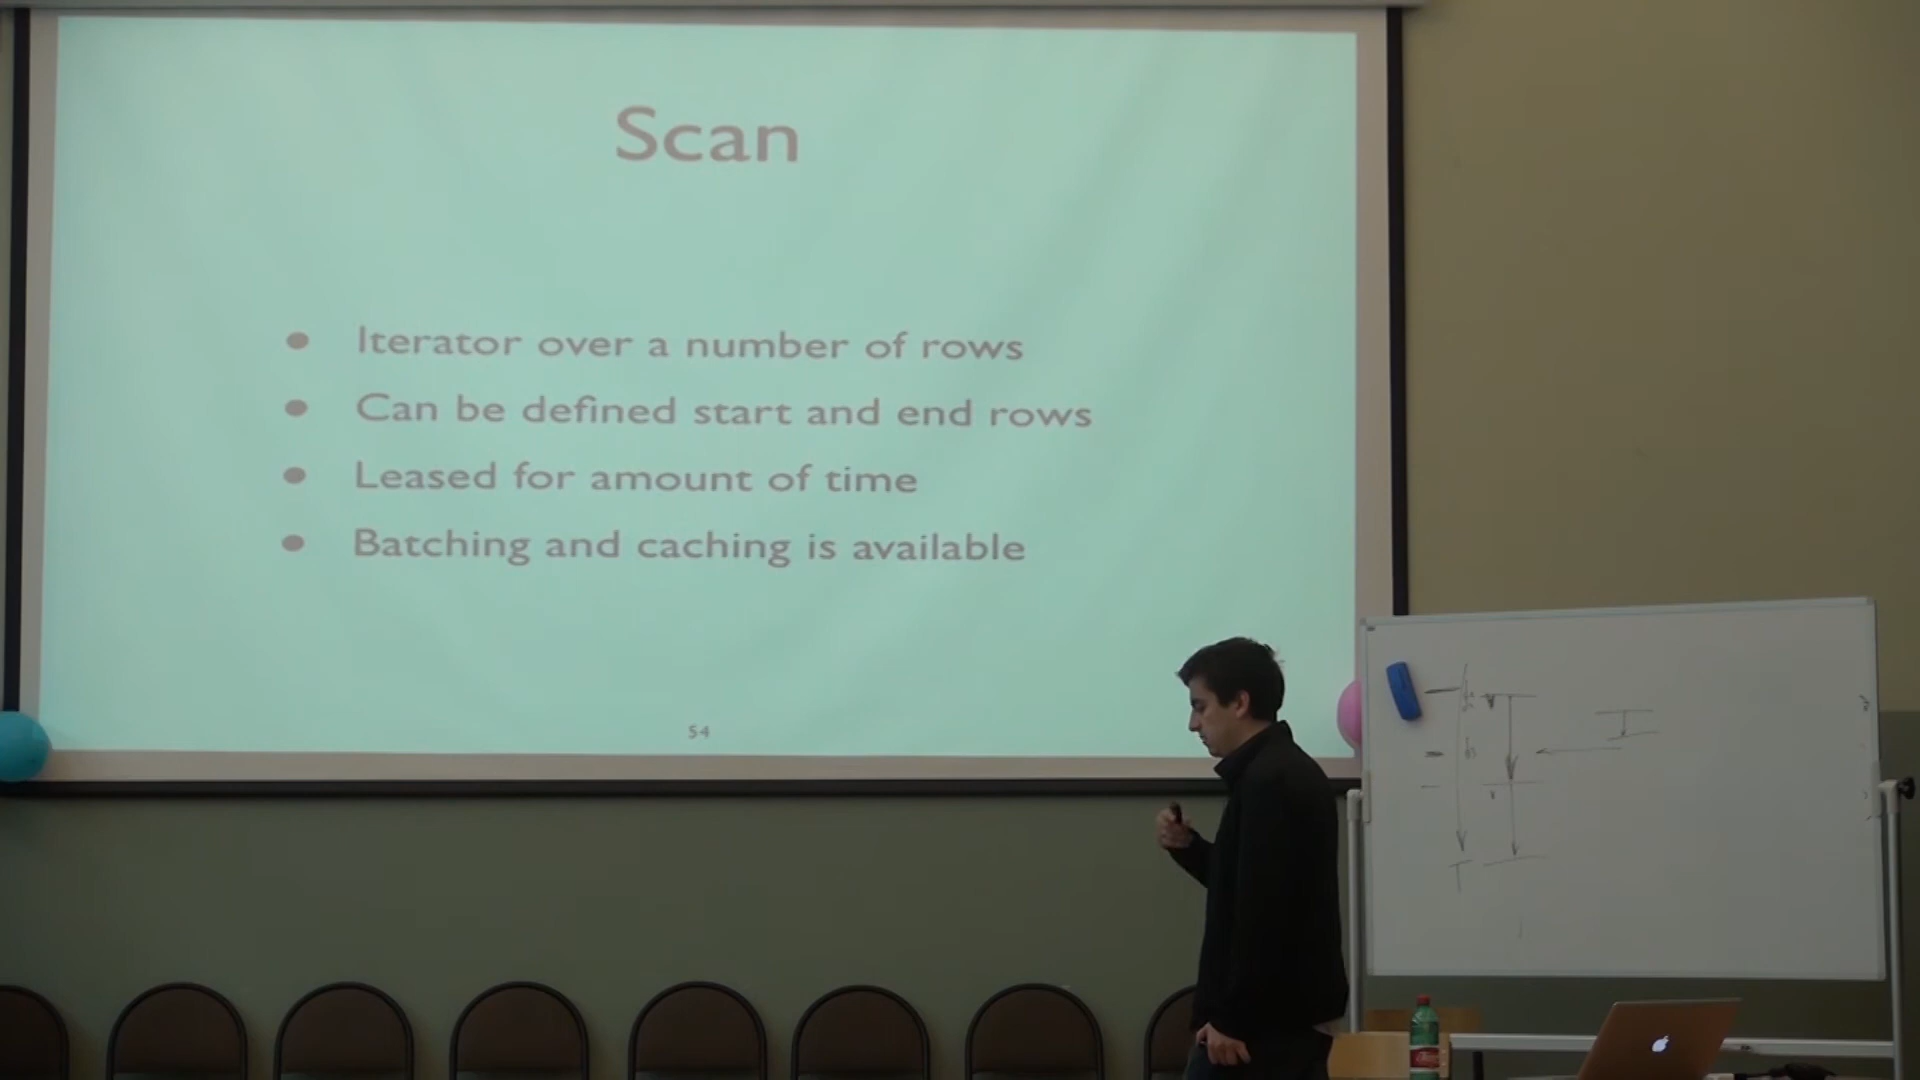 Scan
Iterator over a number of rows
Can be defined start and end rows
Leased for amount of time
Batching and caching is available
54